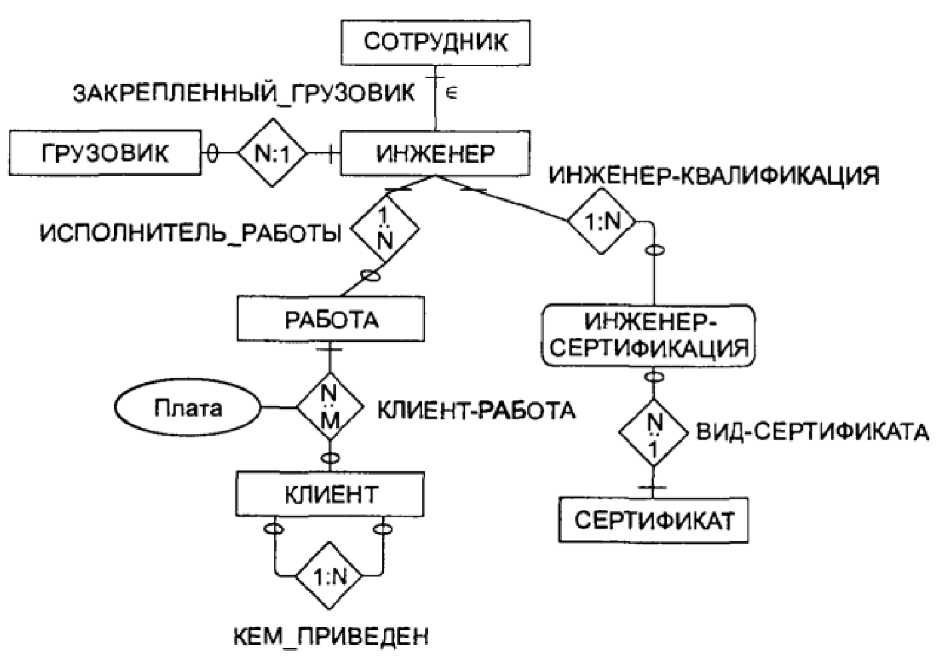 СОТРУДНИК
ЗАКРЕПЛЕННЫЙ_ГРУЗОВИК
∈
ГРУЗОВИК
N:1
ИНЖЕНЕР
ИНЖЕНЕР-КВАЛИФИКАЦИЯ
1:N
ИСПОЛНИТЕЛЬ_РАБОТЫ
1:N
РАБОТА
ИНЖЕНЕР-
СЕРТИФИКАЦИЯ
Плата
N:M
КЛИЕНТ-РАБОТА
N:1
ВИД-СЕРТИФИКАТА
КЛИЕНТ
СЕРТИФИКАТ
1:N
КЕМ_ПРИВЕДЕН